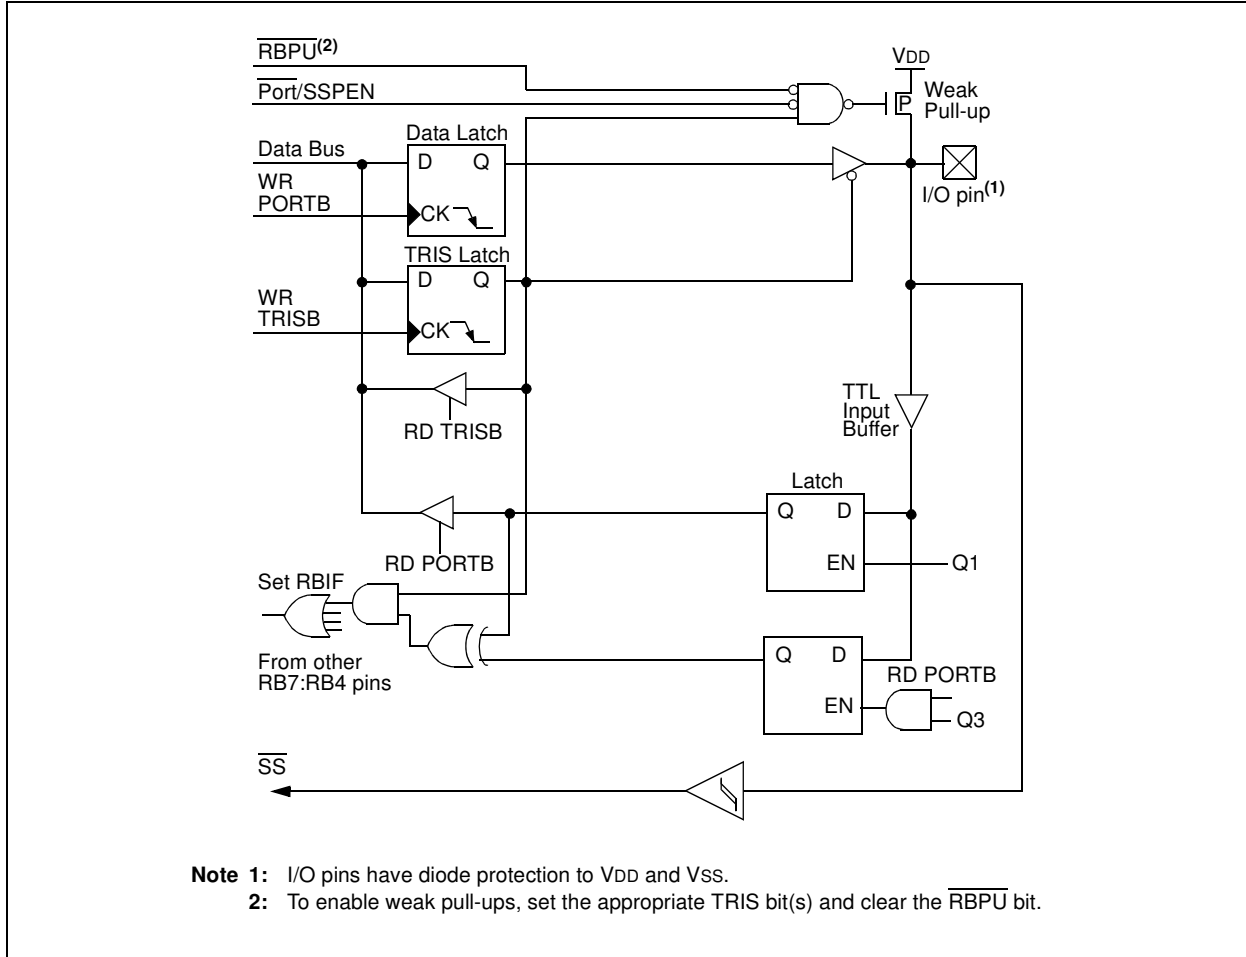 RBPU(2)
VDD
Port/SSPEN
Weak
Pull-up
P
Data Latch
Data Bus
D Q
WR
PORTB
CK
I/O pin(1)
TRIS Latch
D Q
WR
TRISB
CK
TTL
Input
Buffer
RD TRISB
Latch
Q D
RD PORTB
EN
Q1
Set RBIF
Q D
From other
RB7:RB4 pins
RD PORTB
EN
Q3
SS
Note 1: I/O pins have diode protection to VDD and VSS.
2: To enable weak pull-ups, set the appropriate TRIS bit(s) and clear the RBPU bit.